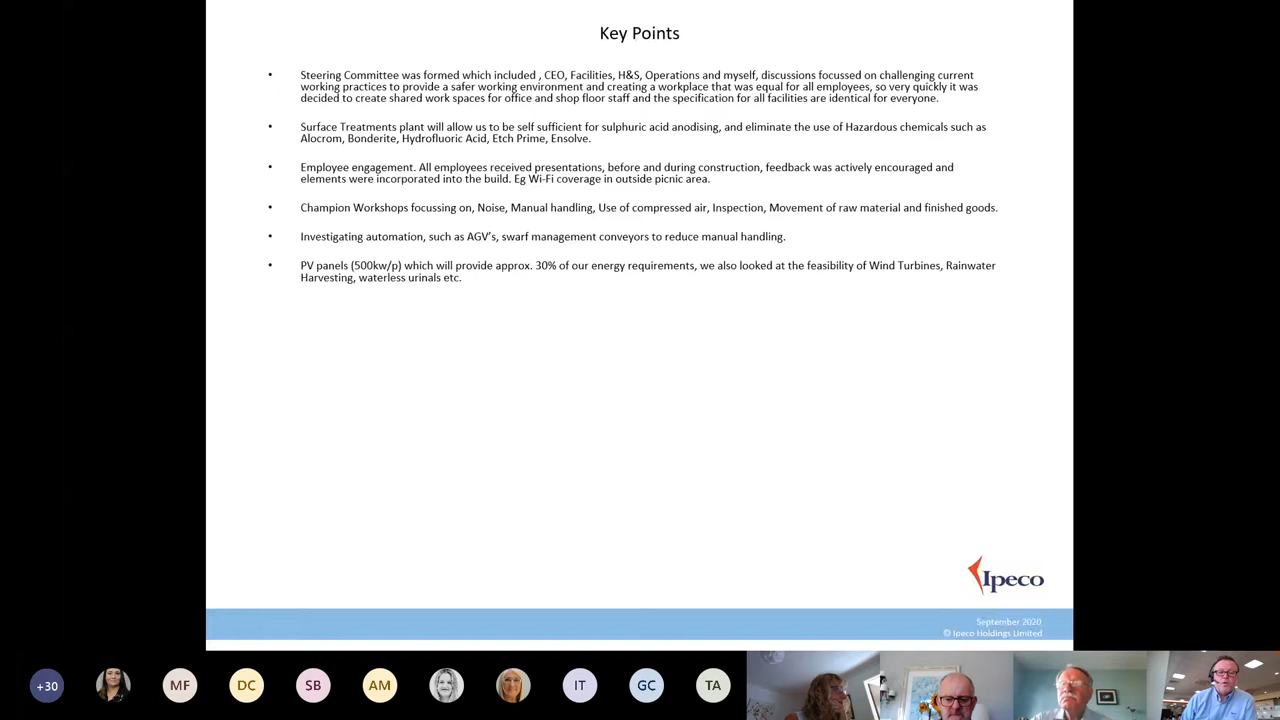 Key Points
• Steering Committee was formed which included , CEO, Facilities, H&S, Operations and myself, discussions focussed on challenging current
working practices to provide a safer working environment and creating a workplace that was equal for all employees, so very quickly it was
decided to create shared work spaces for office and shop floor staff and the specification for all facilities are identical for everyone.
• Surface Treatments plant will allow us to be self sufficient for sulphuric acid anodising, and eliminate the use of Hazardous chemicals such as
Alocrom, Bonderite, Hydrofluoric Acid, Etch Prime, Ensolve.
• Employee engagement. All employees received presentations, before and during construction, feedback was actively encouraged and
elements were incorporated into the build. Eg Wi-Fi coverage in outside picnic area.
• Champion Workshops focussing on, Noise, Manual handling, Use of compressed air, Inspection, Movement of raw material and finished goods.
• Investigating automation, such as AGV's, swarf management conveyors to reduce manual handling.
• PV panels (500kw/p) which will provide approx. 30% of our energy requirements, we also looked at the feasibility of Wind Turbines, Rainwater
Harvesting, waterless urinals etc.
Ipeco
September 2020
© Ipeco Holdings Limited
+30 MF DC SB AM IT GC TA